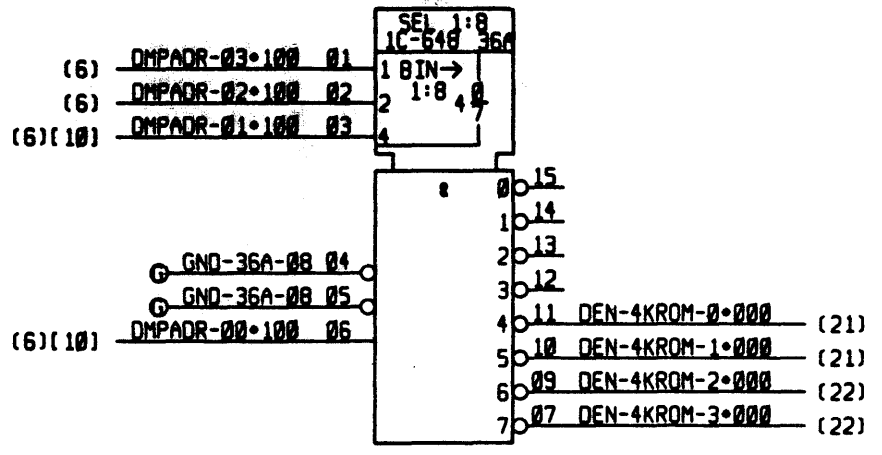 SEL 1:8
1C-648 36A
(6) DMPADR-03•100 01 1 BIN→
(6) DMPADR-02•100 02 2 1:8 4 0/7
(6)[10] DMPADR-01•100 03 4
& 0 15
1 14
2 13
G GND-36A-08 04
3 12
G GND-36A-08 05
4 11 DEN-4KROM-0•000 (21)
(6)[10] DMPADR-00•100 06
5 10 DEN-4KROM-1•000 (21)
6 09 DEN-4KROM-2•000 (22)
7 07 DEN-4KROM-3•000 (22)